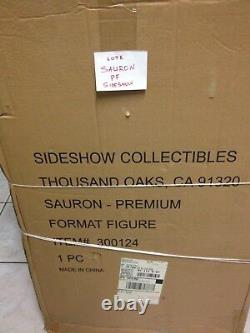 LOTR
SAURON
PF
SIDESHOW
SIDESHOW COLLECTIBLES
THOUSAND OAKS, CA 91320
SAURON - PREMIUM
FORMAT FIGURE
ITEM# 300124
1 PC
MADE IN CHINA